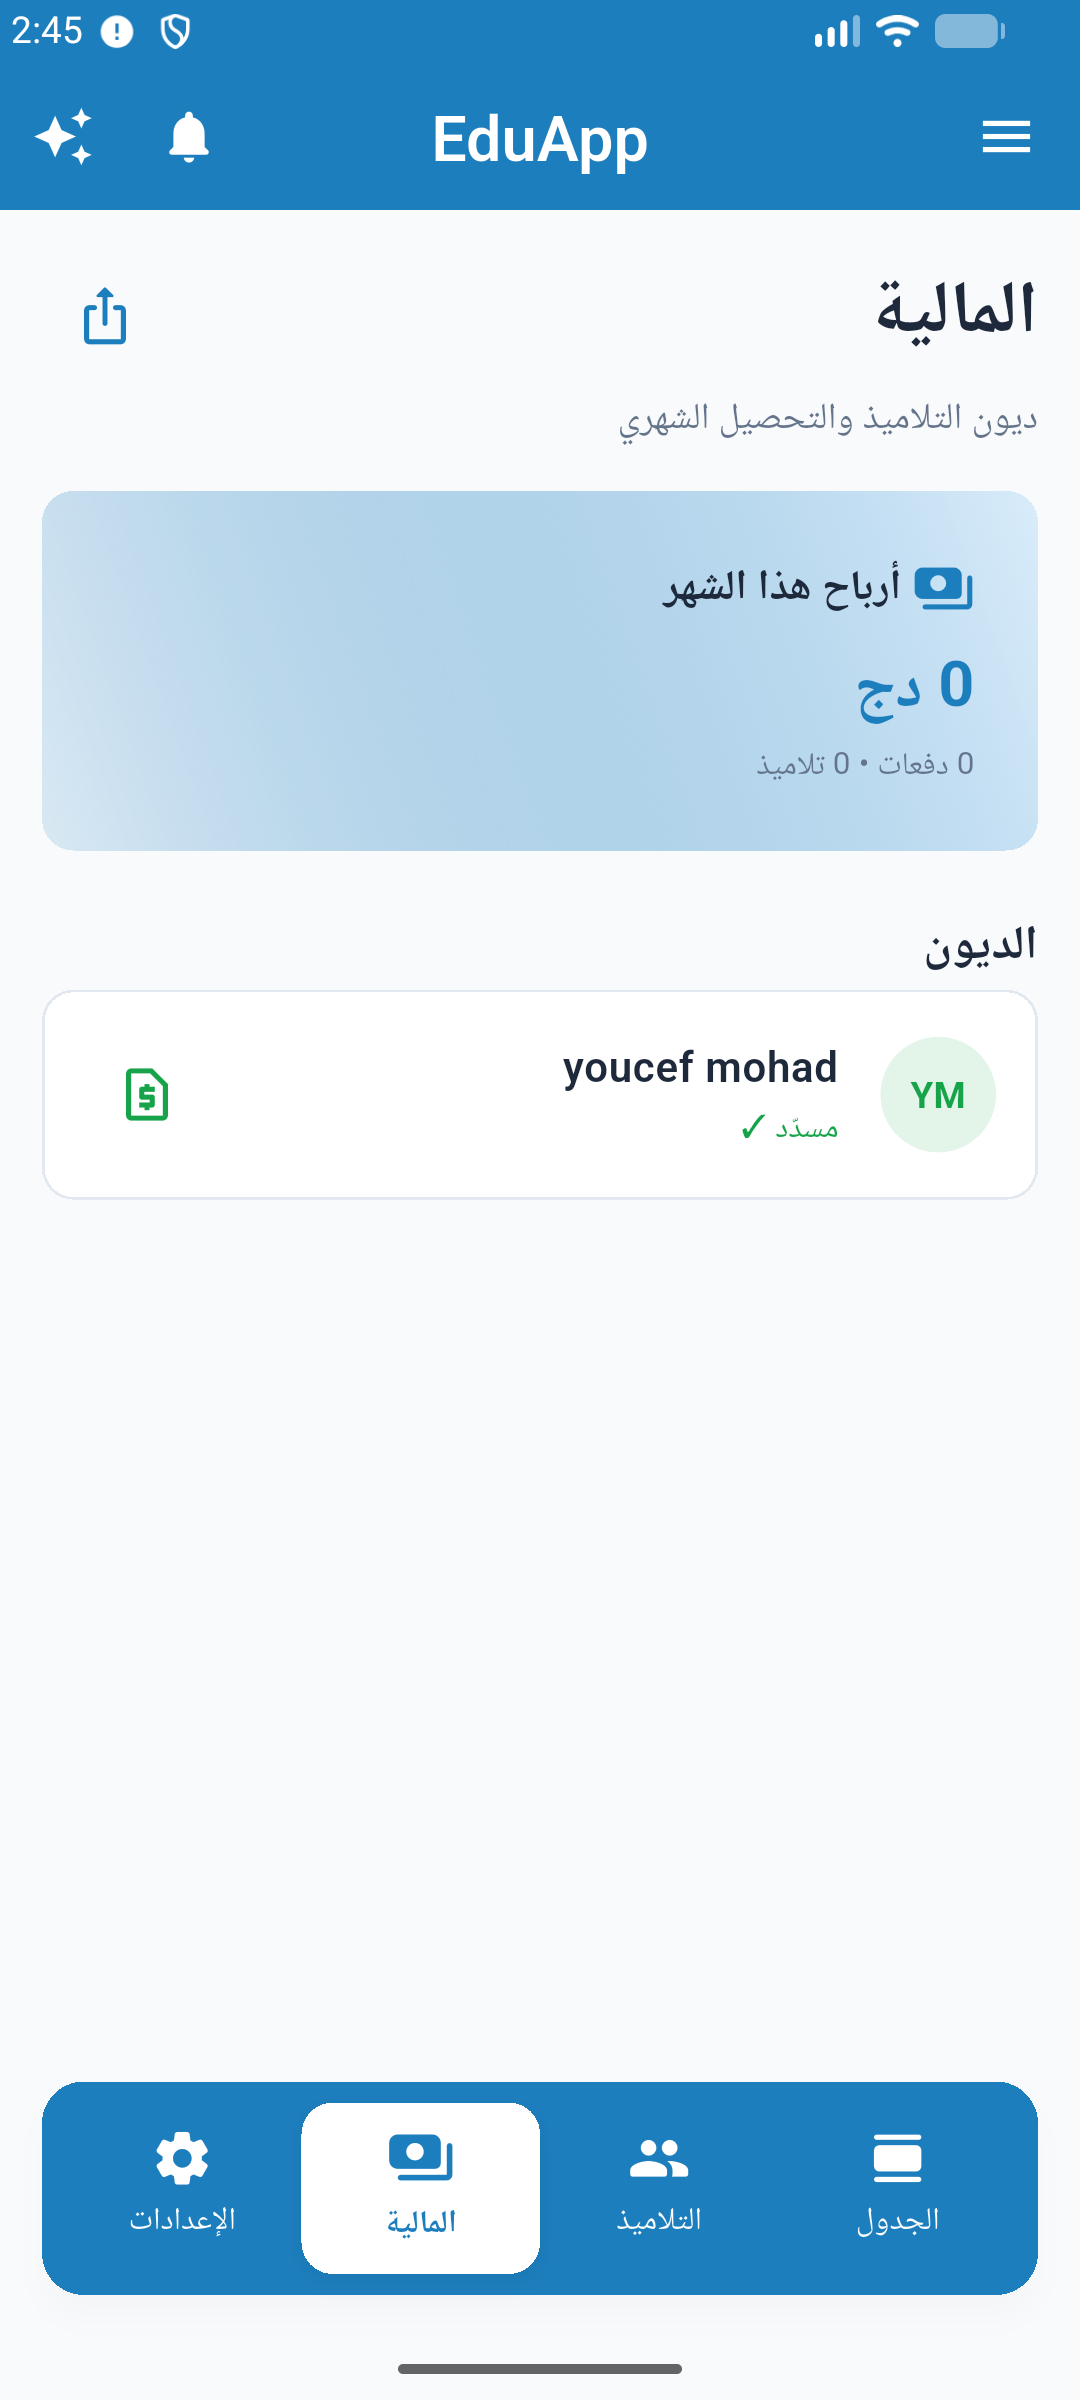 2:45
EduApp
المالية
ديون التلاميذ والتحصيل الشهري
أرباح هذا الشهر
0 دج
0 دفعات • 0 تلاميذ
الديون
YM
youcef mohad
مسدّد ✓
الجدول
التلاميذ
المالية
الإعدادات